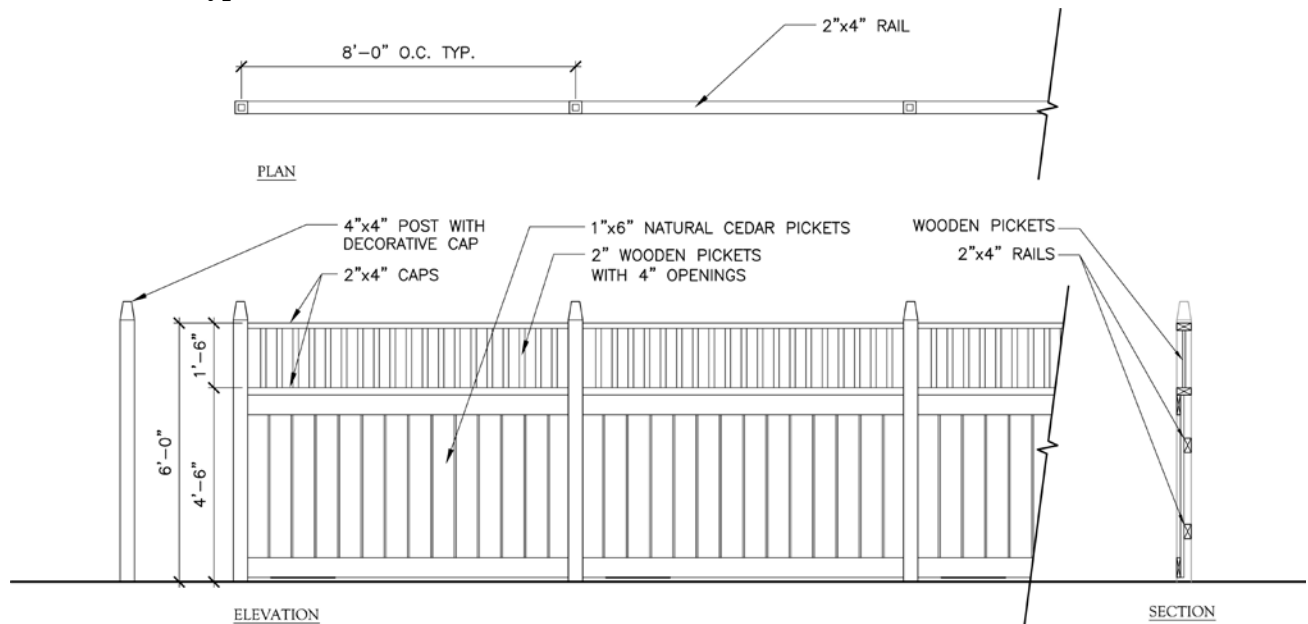 2"x4" RAIL
8'-0" O.C. TYP.
PLAN
4"x4" POST WITH
DECORATIVE CAP
2"x4" CAPS
1"x6" NATURAL CEDAR PICKETS
2" WOODEN PICKETS
WITH 4" OPENINGS
WOODEN PICKETS
2"x4" RAILS
1'-6"
6'-0"
4'-6"
ELEVATION
SECTION